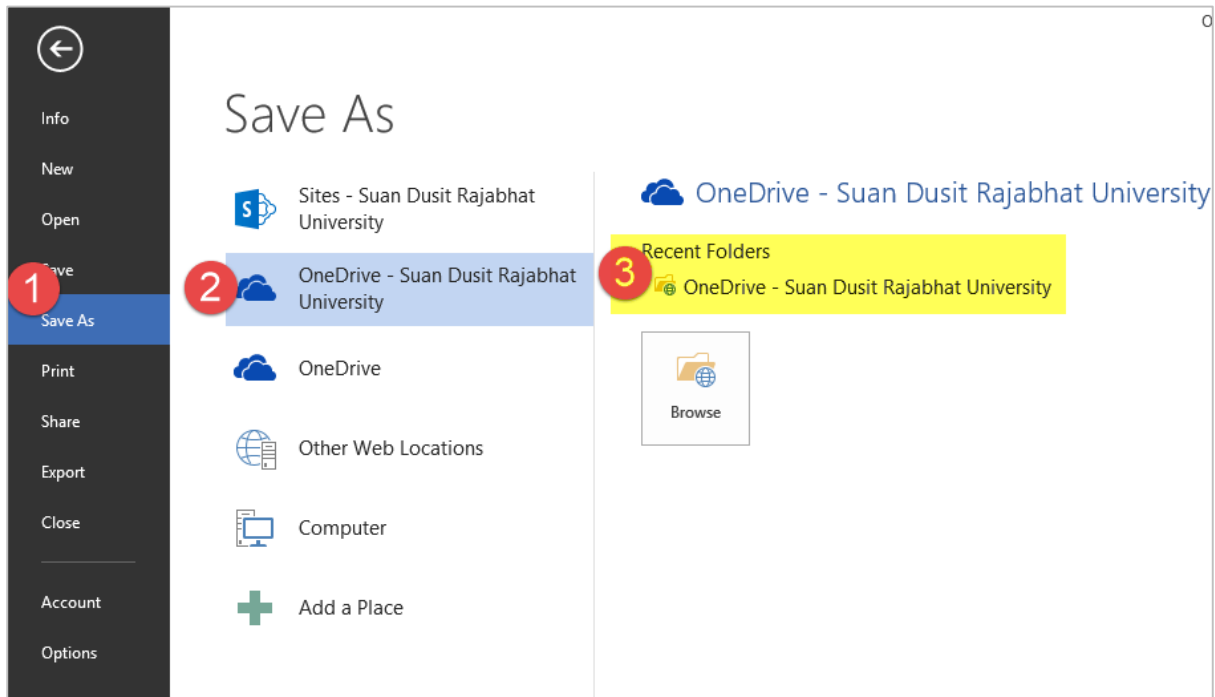 O
Info
New
Open
ave
Save As
Print
Share
Export
Close
Account
Options
1
Save As
S
Sites - Suan Dusit Rajabhat
University
2
OneDrive - Suan Dusit Rajabhat
University
OneDrive
Other Web Locations
Computer
Add a Place
OneDrive - Suan Dusit Rajabhat University
3
Recent Folders
OneDrive - Suan Dusit Rajabhat University
Browse